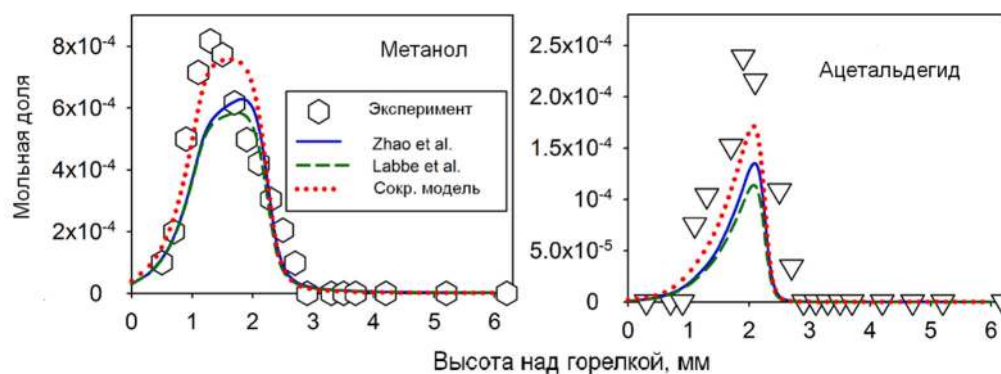 8x10⁻⁴
6x10⁻⁴
4x10⁻⁴
2x10⁻⁴
0
Мольная доля
Метанол
Эксперимент
Zhao et al.
Labbe et al.
Сокр. модель
0 1 2 3 4 5 6
2.5x10⁻⁴
2.0x10⁻⁴
1.5x10⁻⁴
1x10⁻⁴
5.0x10⁻⁵
0
Ацетальдегид
0 1 2 3 4 5 6
Высота над горелкой, мм